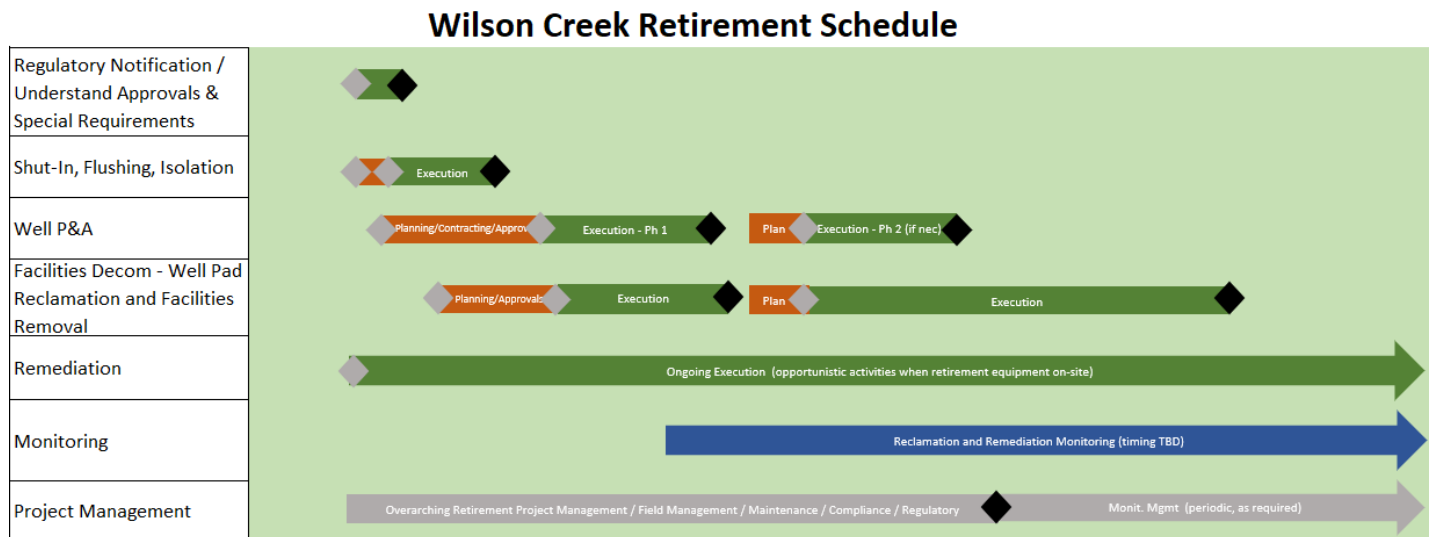 Wilson Creek Retirement Schedule
Regulatory Notification /
Understand Approvals &
Special Requirements
Shut-In, Flushing, Isolation
Execution
Well P&A
Planning/Contracting/Approv
Execution - Ph 1
Plan
Execution - Ph 2 (if nec)
Facilities Decom - Well Pad
Reclamation and Facilities
Removal
Planning/Approvals
Execution
Plan
Execution
Remediation
Ongoing Execution (opportunistic activities when retirement equipment on-site)
Monitoring
Reclamation and Remediation Monitoring (timing TBD)
Project Management
Overarching Retirement Project Management / Field Management / Maintenance / Compliance / Regulatory
Monit. Mgmt (periodic, as required)